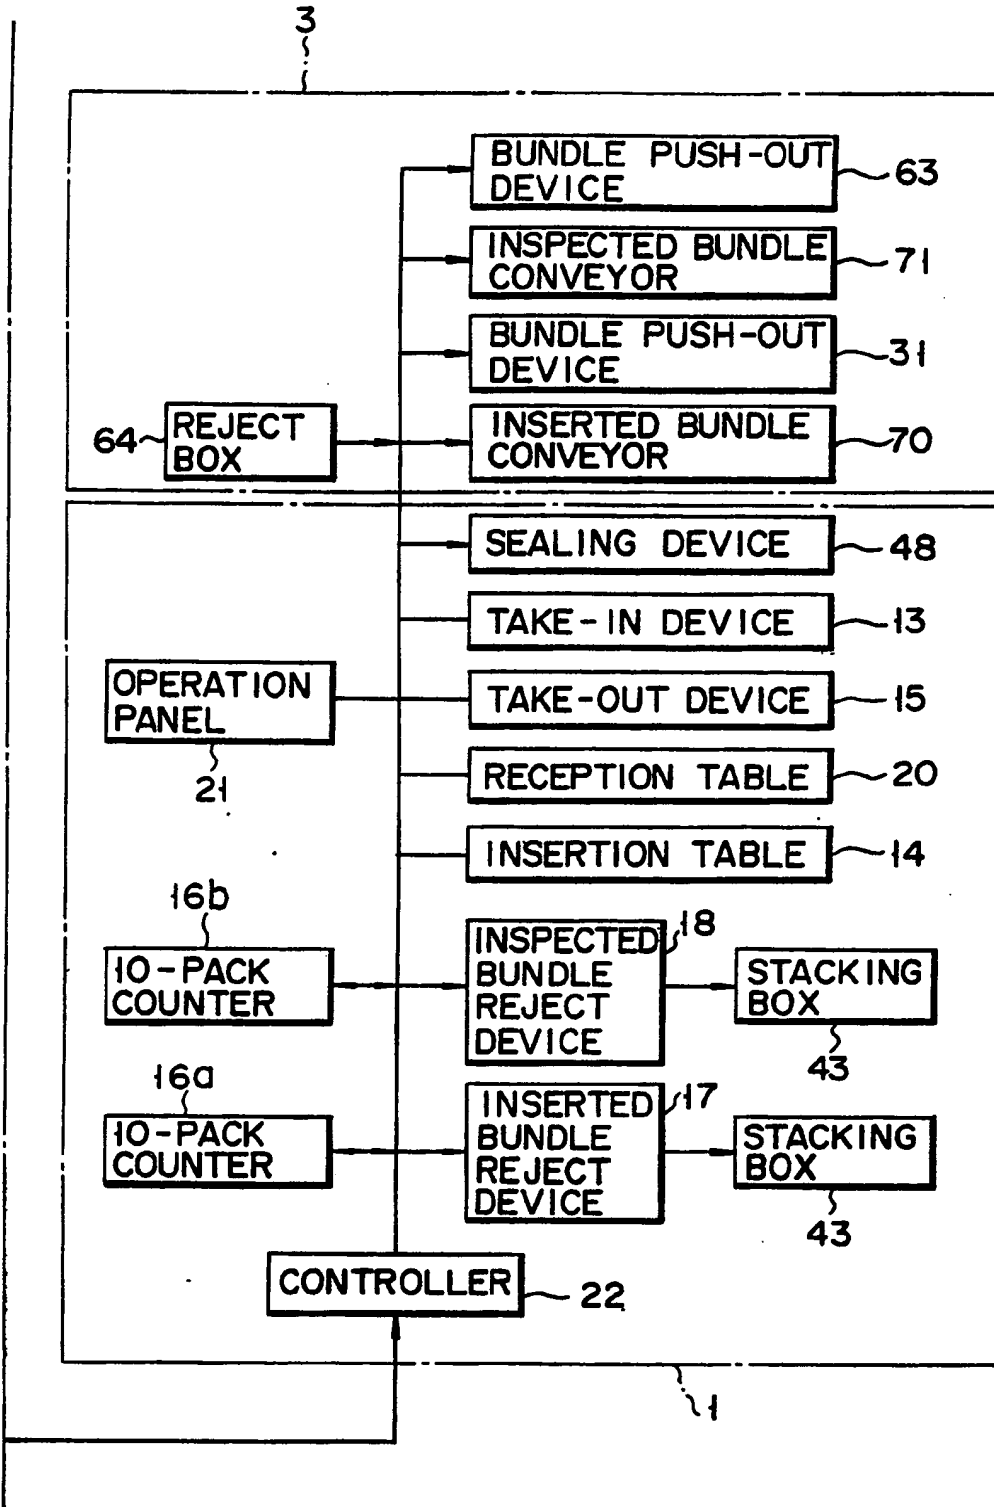 3
BUNDLE PUSH-OUT
DEVICE
63
INSPECTED BUNDLE
CONVEYOR
71
BUNDLE PUSH-OUT
DEVICE
31
64
REJECT
BOX
INSERTED BUNDLE
CONVEYOR
70
SEALING DEVICE
48
TAKE-IN DEVICE
13
OPERATION
PANEL
21
TAKE-OUT DEVICE
15
RECEPTION TABLE
20
INSERTION TABLE
14
16b
10-PACK
COUNTER
INSPECTED
BUNDLE
REJECT
DEVICE
18
STACKING
BOX
43
16a
10-PACK
COUNTER
INSERTED
BUNDLE
REJECT
DEVICE
17
STACKING
BOX
43
CONTROLLER
22
1